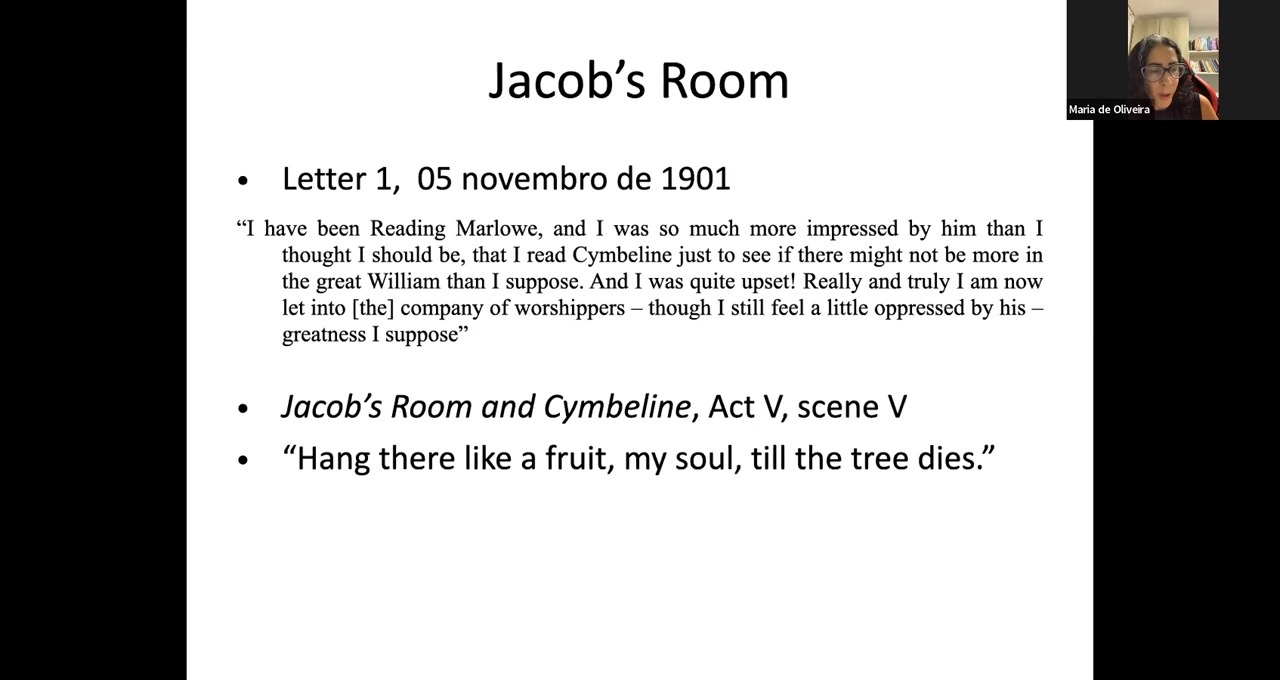 Jacob’s Room
Maria de Oliveira
• Letter 1,  05 novembro de 1901
“I have been Reading Marlowe, and I was so much more impressed by him than I
thought I should be, that I read Cymbeline just to see if there might not be more in
the great William than I suppose. And I was quite upset! Really and truly I am now
let into [the] company of worshippers – though I still feel a little oppressed by his –
greatness I suppose”
• Jacob’s Room and Cymbeline, Act V, scene V
• “Hang there like a fruit, my soul, till the tree dies.”